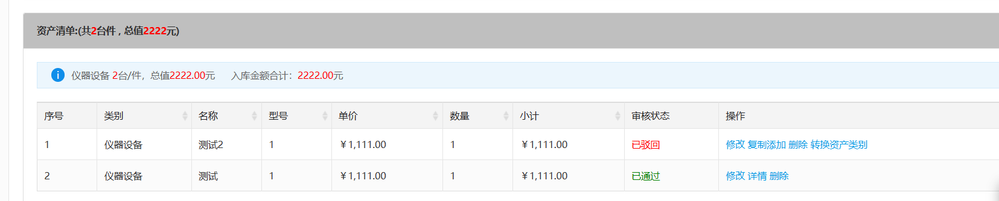 资产清单:(共2台件 , 总值2222元)
仪器设备 2台/件，总值2222.00元 入库金额合计：2222.00元
序号 类别 名称 型号 单价 数量 小计 审核状态 操作
1 仪器设备 测试2 1 ￥1,111.00 1 ￥1,111.00 已驳回 修改 复制添加 删除 转换资产类别
2 仪器设备 测试 1 ￥1,111.00 1 ￥1,111.00 已通过 修改 详情 删除